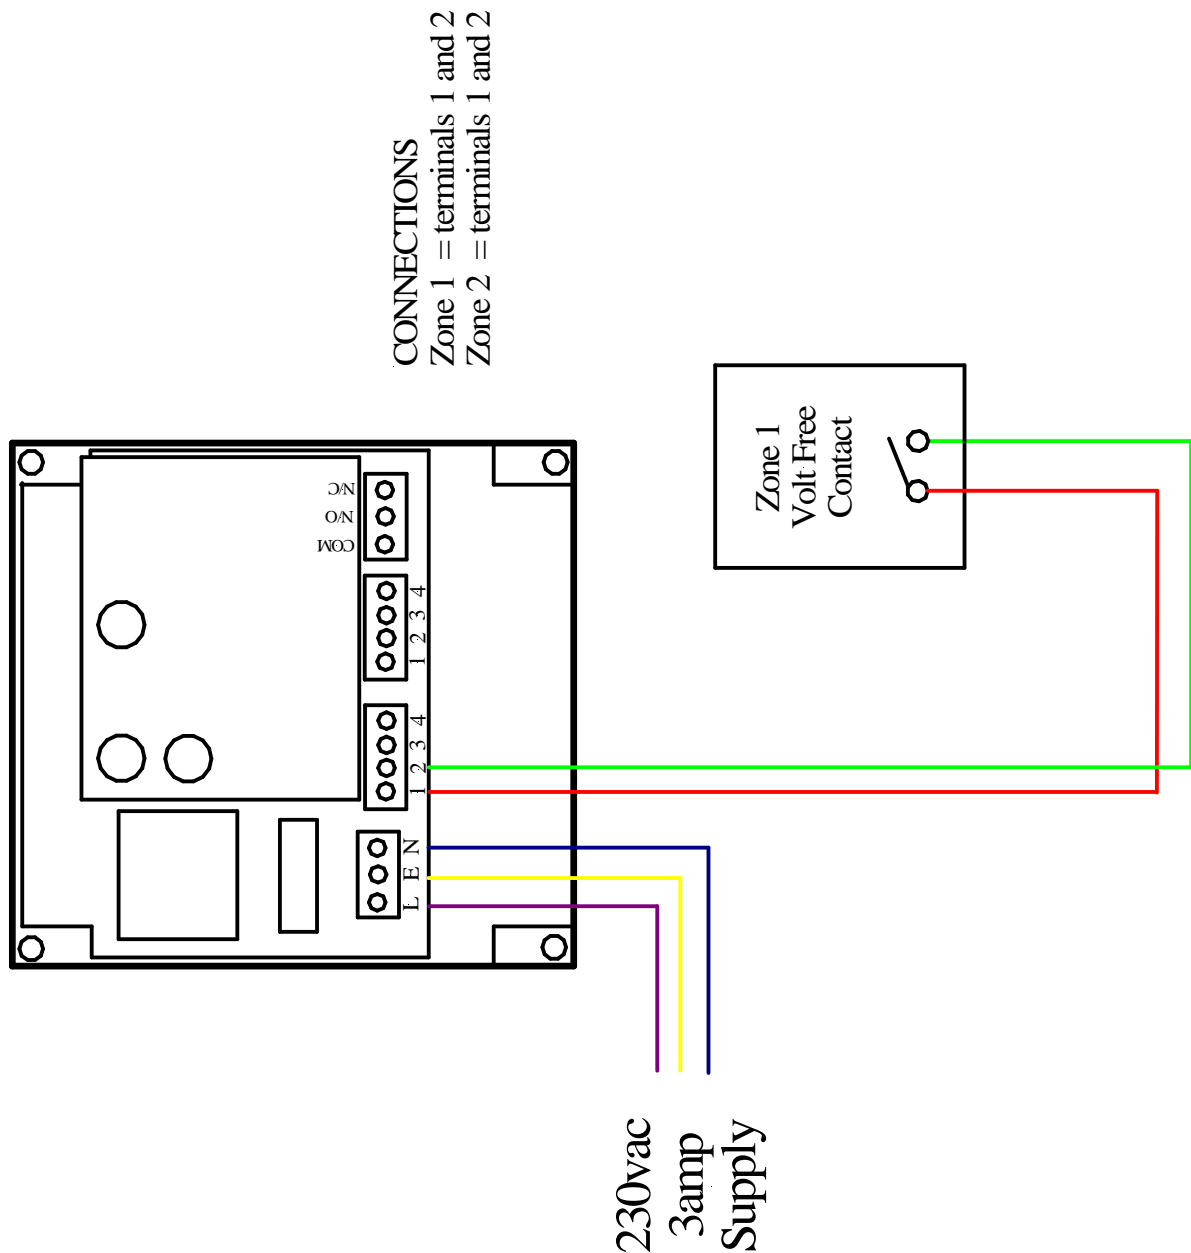 CONNECTIONS
Zone 1 = terminals 1 and 2
Zone 2 = terminals 1 and 2
N/C
N/O
COM
1 2 3 4
1 2 3 4
L E N
Zone 1
Volt Free
Contact
230vac
3amp
Supply